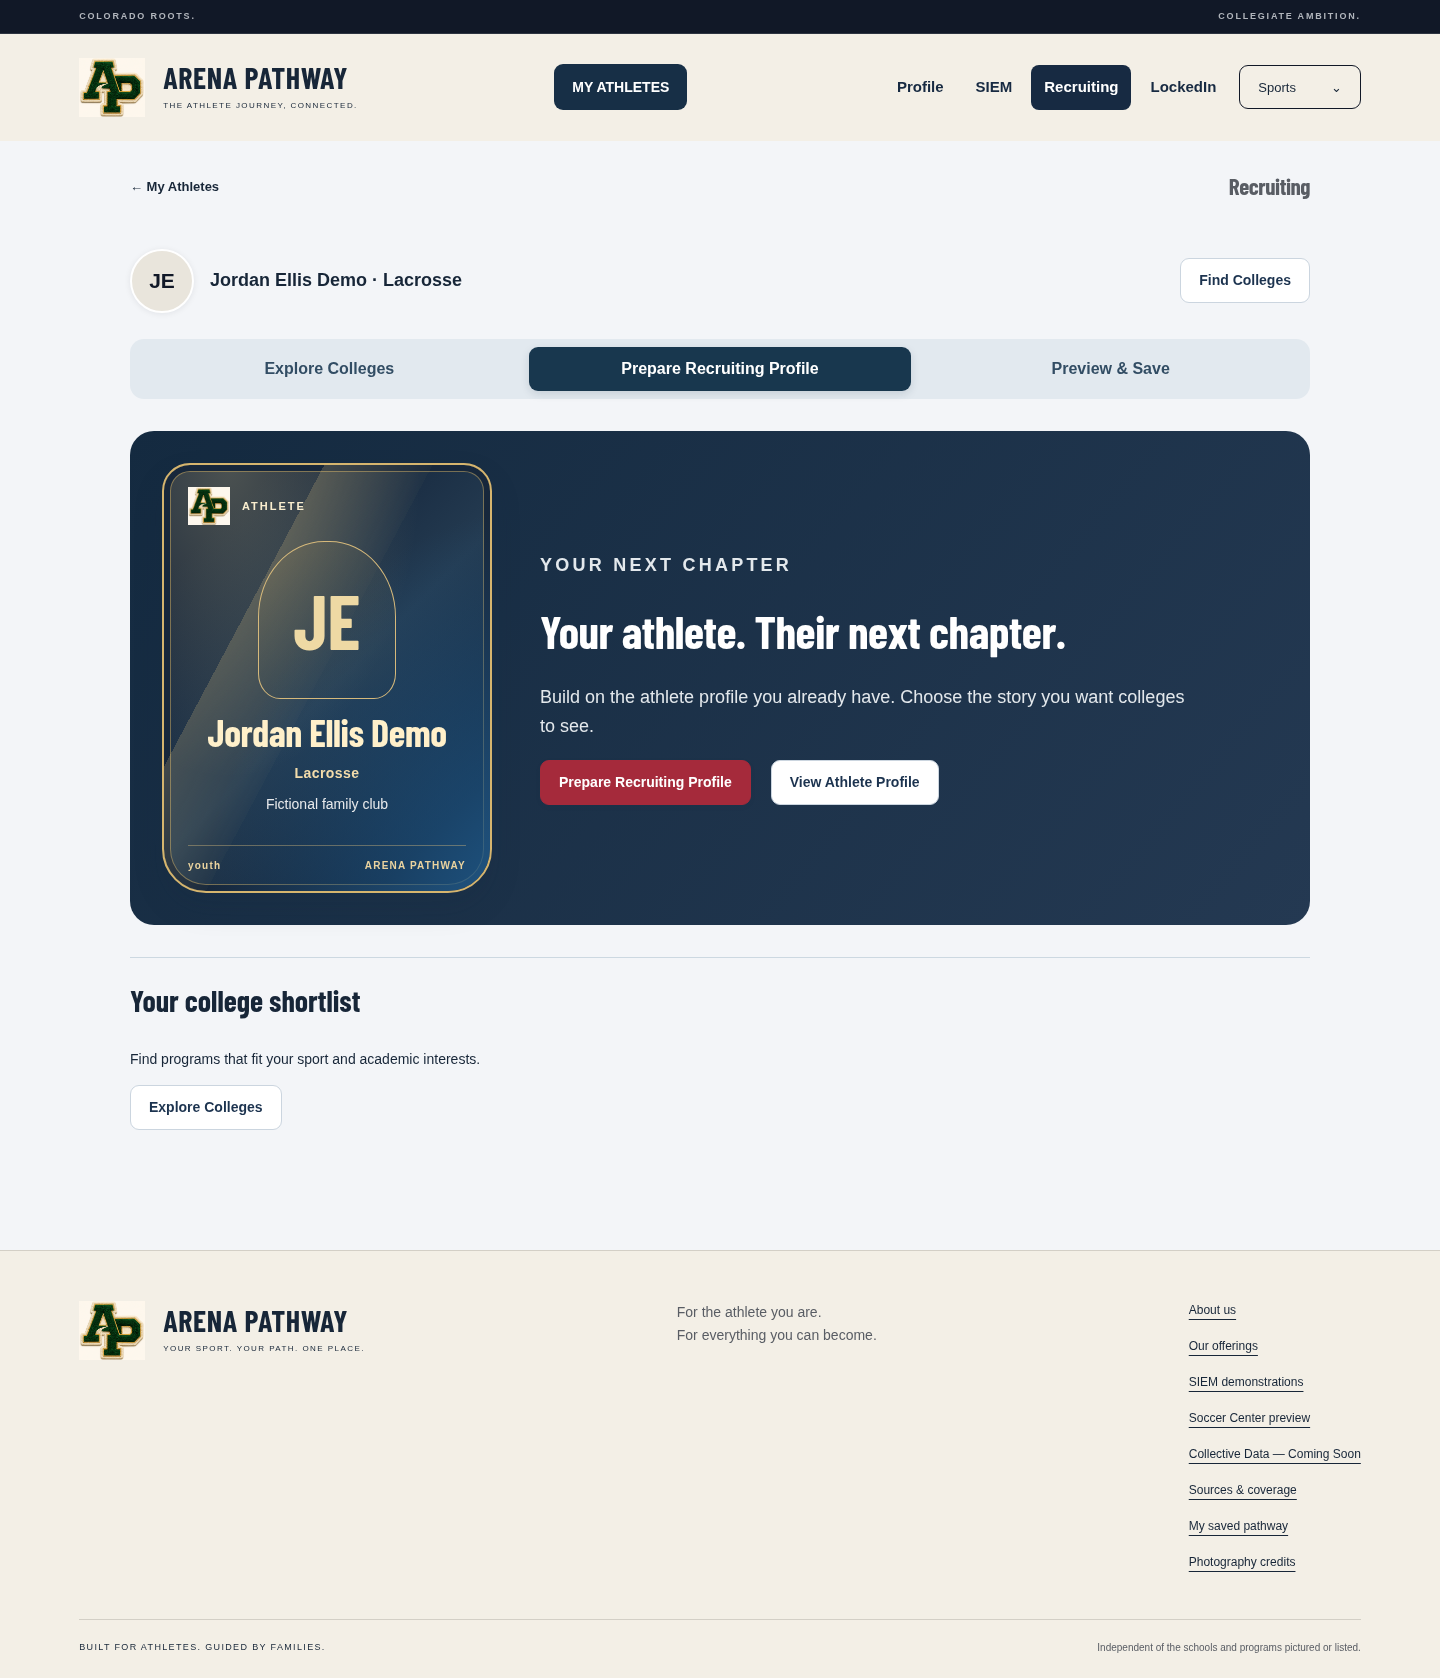 COLORADO ROOTS.
COLLEGIATE AMBITION.
AP
ARENA PATHWAY
THE ATHLETE JOURNEY, CONNECTED.
MY ATHLETES
Profile
SIEM
Recruiting
LockedIn
Sports
← My Athletes
Recruiting
JE
Jordan Ellis Demo · Lacrosse
Find Colleges
Explore Colleges
Prepare Recruiting Profile
Preview & Save
AP
ATHLETE
JE
Jordan Ellis Demo
Lacrosse
Fictional family club
youth
ARENA PATHWAY
YOUR NEXT CHAPTER
Your athlete. Their next chapter.
Build on the athlete profile you already have. Choose the story you want colleges
to see.
Prepare Recruiting Profile
View Athlete Profile
Your college shortlist
Find programs that fit your sport and academic interests.
Explore Colleges
AP
ARENA PATHWAY
YOUR SPORT. YOUR PATH. ONE PLACE.
For the athlete you are.
For everything you can become.
About us
Our offerings
SIEM demonstrations
Soccer Center preview
Collective Data — Coming Soon
Sources & coverage
My saved pathway
Photography credits
BUILT FOR ATHLETES. GUIDED BY FAMILIES.
Independent of the schools and programs pictured or listed.